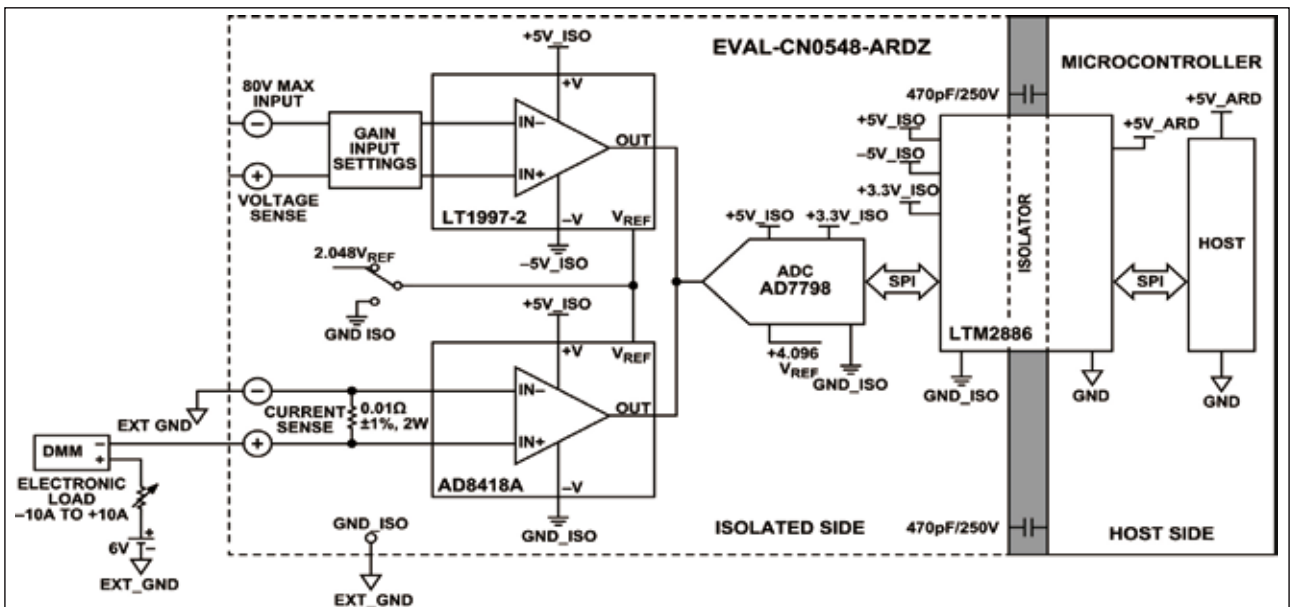 EVAL-CN0548-ARDZ
MICROCONTROLLER
80V MAX
INPUT
−
+
VOLTAGE
SENSE
GAIN
INPUT
SETTINGS
+5V_ISO
+V
IN−
IN+
OUT
−V
LT1997-2
VREF
−5V_ISO
2.048VREF
GND ISO
+5V_ISO
+V
VREF
IN−
IN+
OUT
−V
AD8418A
GND_ISO
EXT GND
−
+
CURRENT
SENSE
0.01Ω
±1%, 2W
DMM
−
+
ELECTRONIC
LOAD
−10A TO +10A
6V
+
−
EXT_GND
GND_ISO
EXT_GND
+5V_ISO
+3.3V_ISO
ADC
AD7798
+4.096
VREF
GND_ISO
SPI
470pF/250V
+5V_ISO
−5V_ISO
+3.3V_ISO
ISOLATOR
LTM2886
GND_ISO
GND
+5V_ARD
SPI
+5V_ARD
HOST
GND
ISOLATED SIDE
470pF/250V
HOST SIDE